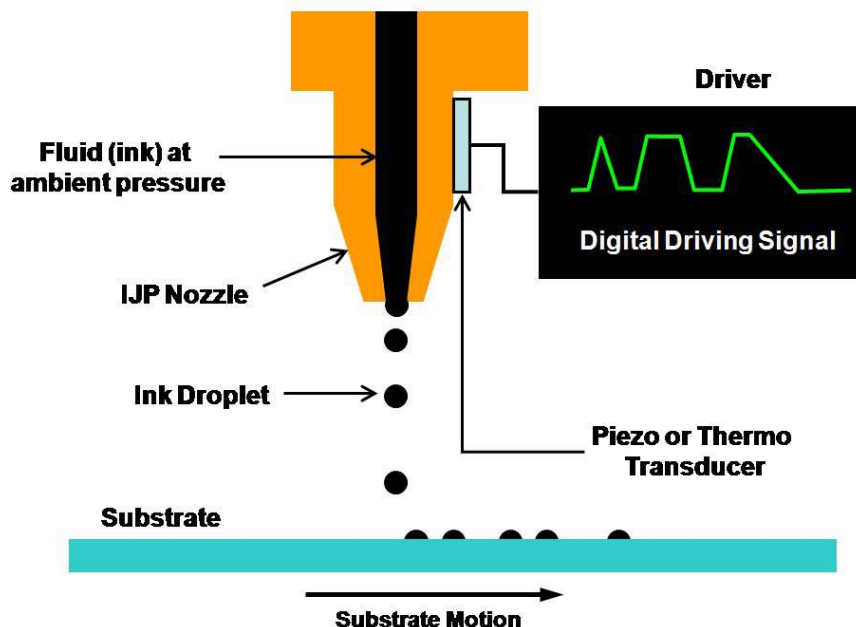 Driver
Fluid (ink) at
ambient pressure
Digital Driving Signal
IJP Nozzle
Ink Droplet
Piezo or Thermo
Transducer
Substrate
Substrate Motion